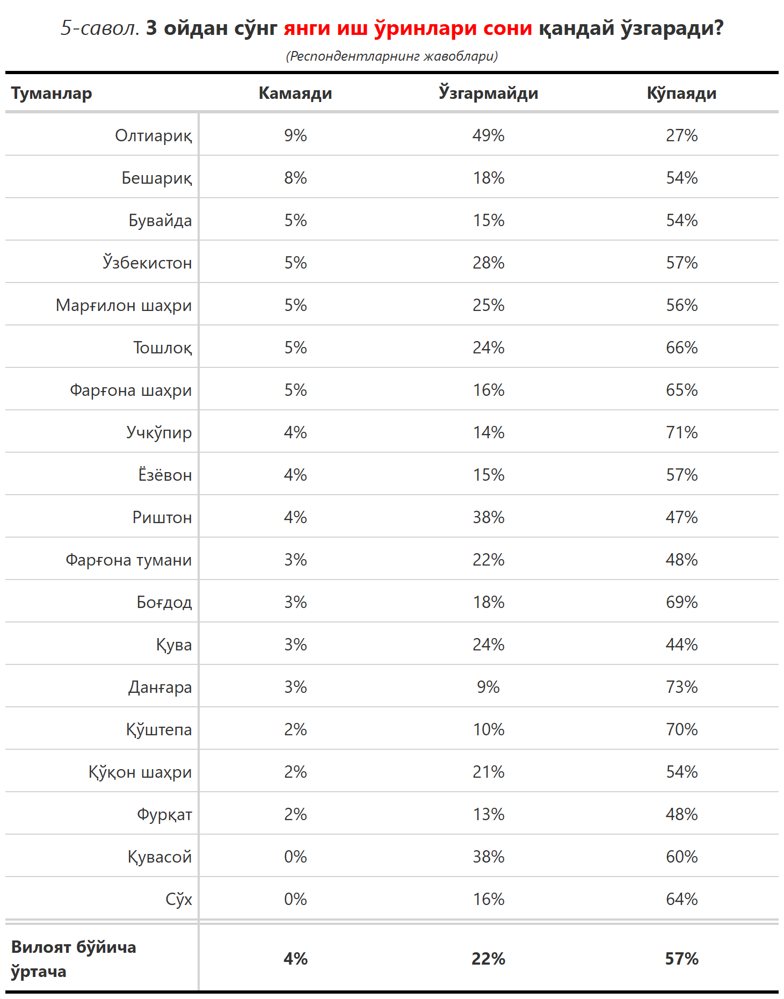 5-савол. 3 ойдан сўнг янги иш ўринлари сони қандай ўзгаради?
(Респондентларнинг жавоблари)
Туманлар Камаяди Ўзгармайди Кўпаяди
Олтиариқ 9% 49% 27%
Бешариқ 8% 18% 54%
Бувайда 5% 15% 54%
Ўзбекистон 5% 28% 57%
Марғилон шаҳри 5% 25% 56%
Тошлоқ 5% 24% 66%
Фарғона шаҳри 5% 16% 65%
Учкўпир 4% 14% 71%
Ёзёвон 4% 15% 57%
Риштон 4% 38% 47%
Фарғона тумани 3% 22% 48%
Боғдод 3% 18% 69%
Қува 3% 24% 44%
Данғара 3% 9% 73%
Қўштепа 2% 10% 70%
Қўқон шаҳри 2% 21% 54%
Фурқат 2% 13% 48%
Қувасой 0% 38% 60%
Сўх 0% 16% 64%
Вилоят бўйича
ўртача 4% 22% 57%